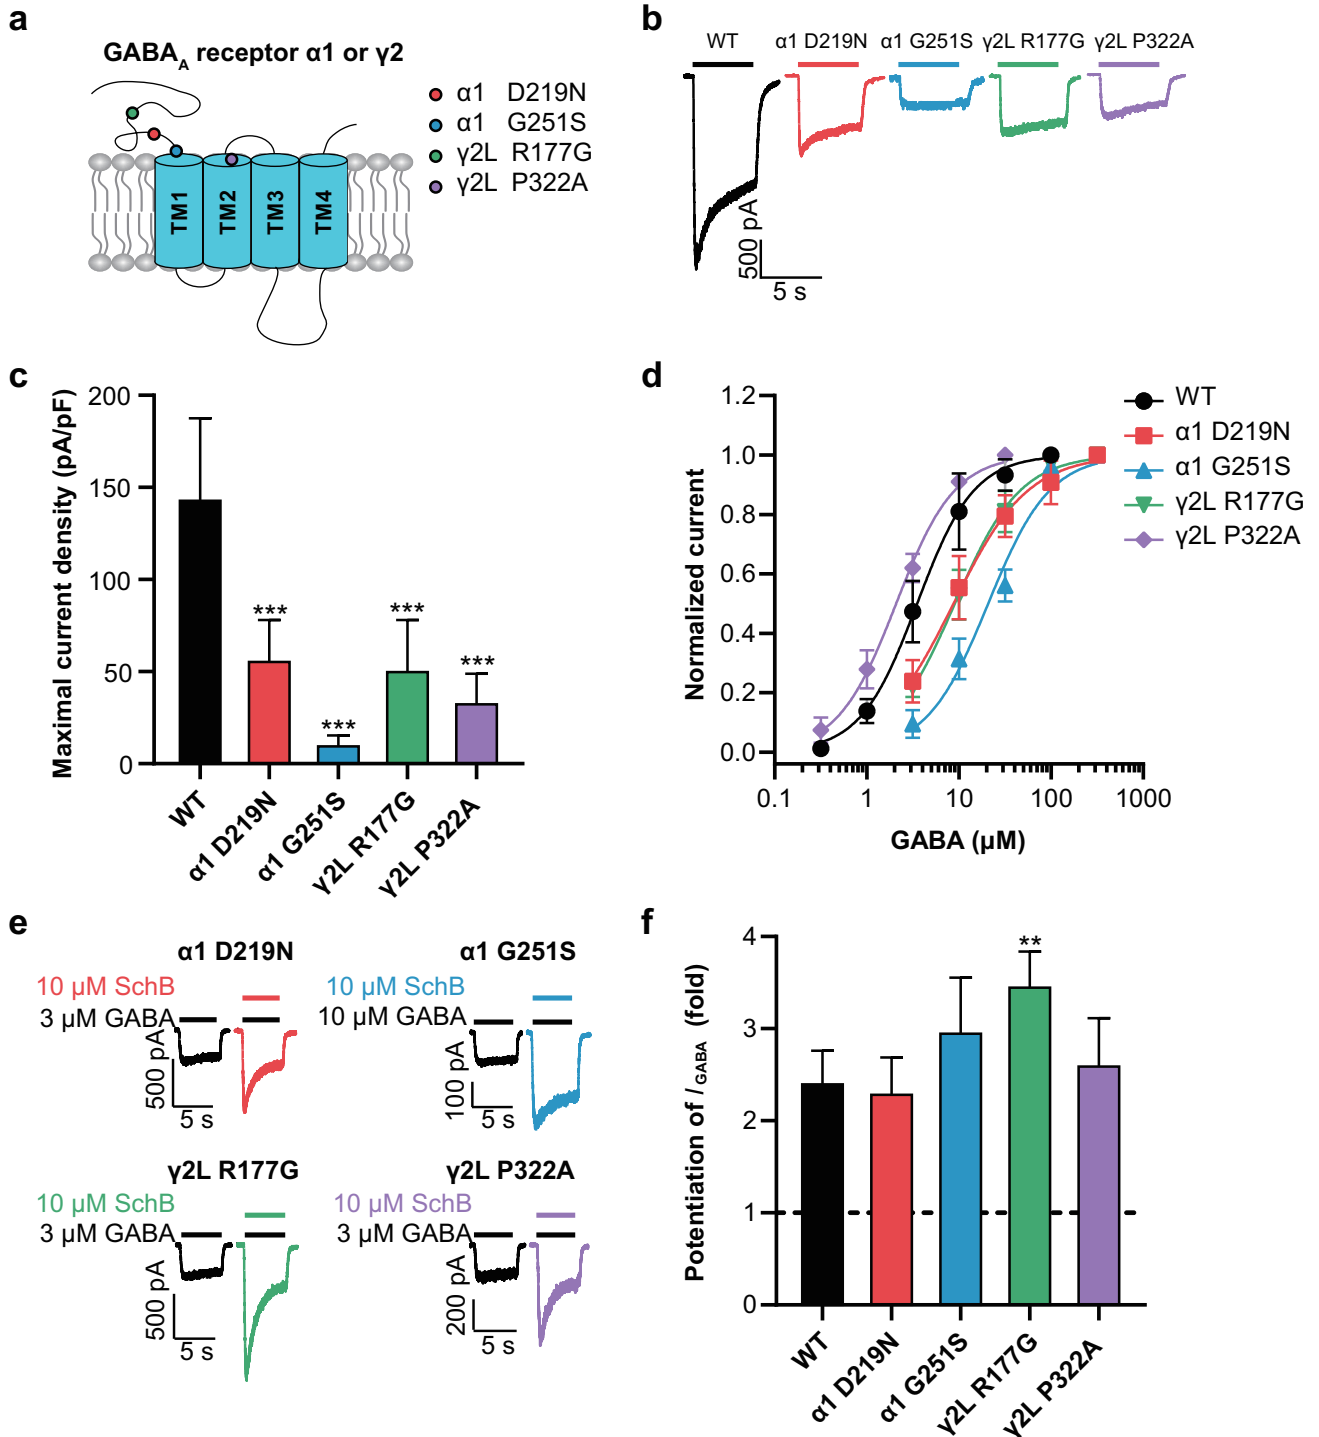 a
GABAA receptor α1 or γ2
α1 D219N
α1 G251S
γ2L R177G
γ2L P322A
TM1
TM2
TM3
TM4
b
WT
α1 D219N
α1 G251S
γ2L R177G
γ2L P322A
500 pA
5 s
c
Maximal current density (pA/pF)
200
150
100
50
0
***
***
***
***
WT
α1 D219N
α1 G251S
γ2L R177G
γ2L P322A
d
Normalized current
1.2
1.0
0.8
0.6
0.4
0.2
0.0
0.1
1
10
100
1000
GABA (µM)
WT
α1 D219N
α1 G251S
γ2L R177G
γ2L P322A
e
α1 D219N
10 µM SchB
3 µM GABA
500 pA
5 s
α1 G251S
10 µM SchB
10 µM GABA
100 pA
5 s
γ2L R177G
10 µM SchB
3 µM GABA
500 pA
5 s
γ2L P322A
10 µM SchB
3 µM GABA
200 pA
5 s
f
Potentiation of IGABA (fold)
4
3
2
1
0
**
WT
α1 D219N
α1 G251S
γ2L R177G
γ2L P322A